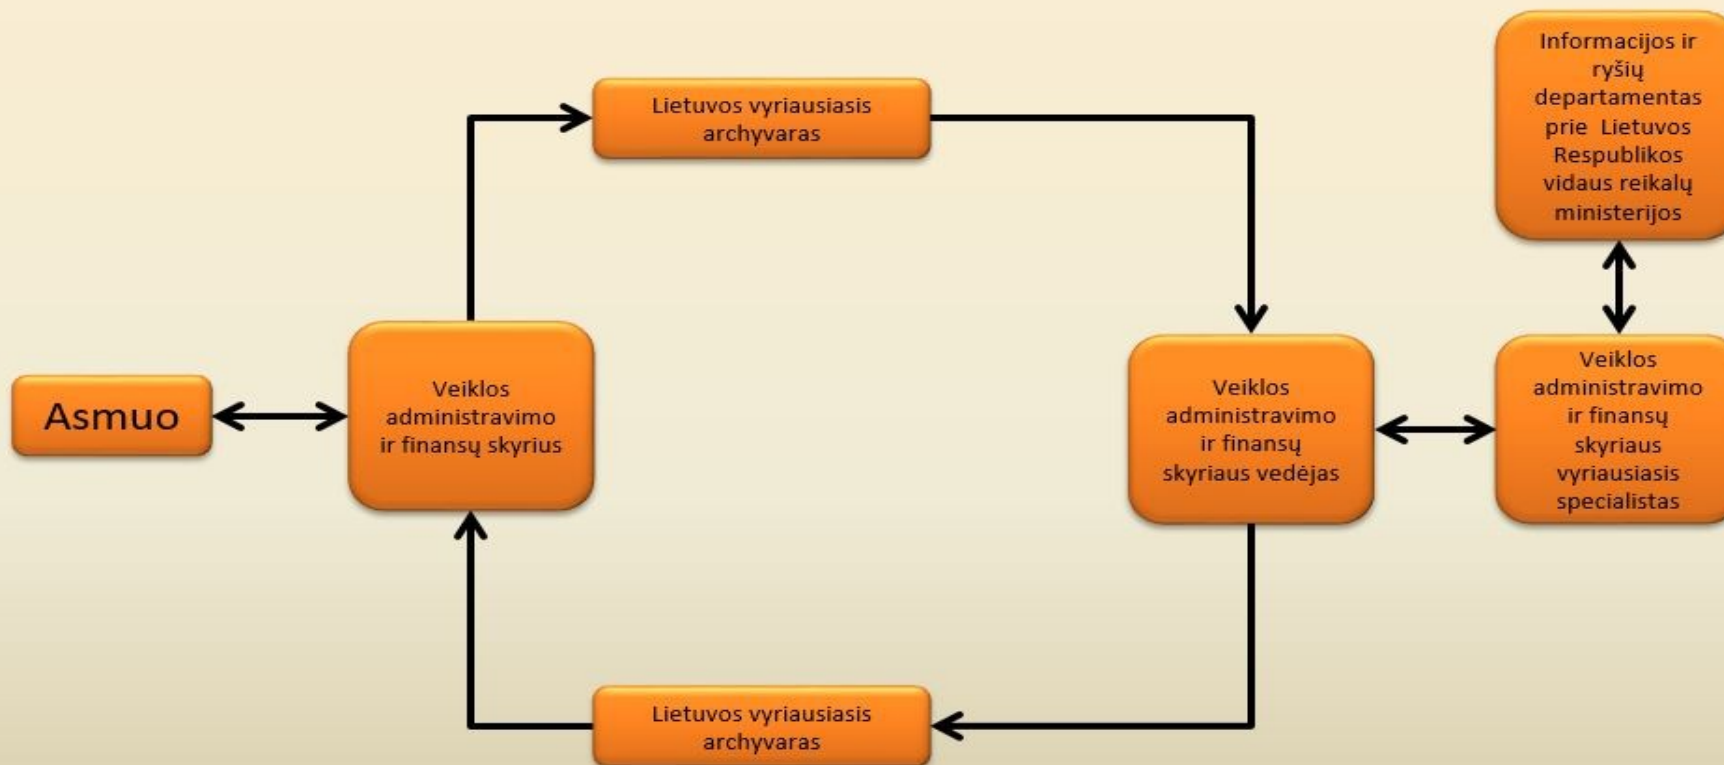 Asmuo
Veiklos
administravimo
ir finansų skyrius
Lietuvos vyriausiasis
archyvaras
Veiklos
administravimo
ir finansų
skyriaus vedėjas
Informacijos ir
ryšių
departamentas
prie Lietuvos
Respublikos
vidaus reikalų
ministerijos
Veiklos
administravimo
ir finansų
skyriaus
vyriausiasis
specialistas
Lietuvos vyriausiasis
archyvaras